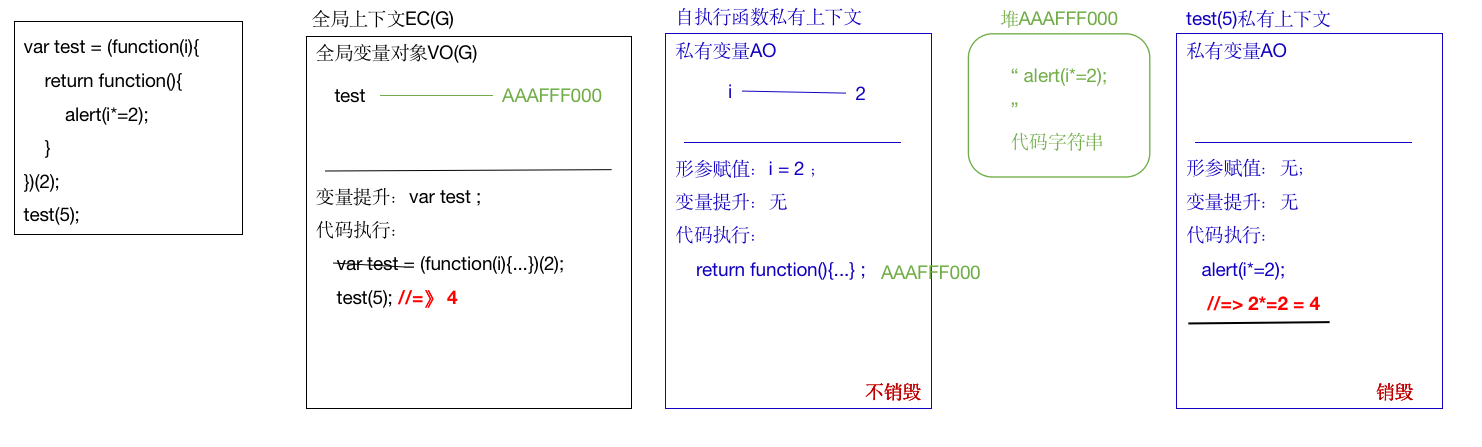 var test = (function(i){
return function(){
alert(i*=2);
}
})(2);
test(5);
全局上下文EC(G)
全局变量对象VO(G)
test
AAAFFF000
变量提升：var test ;
代码执行：
var test = (function(i){...})(2);
test(5); //=》 4
自执行函数私有上下文
私有变量AO
i
2
形参赋值：i = 2 ；
变量提升：无
代码执行：
return function(){...} ;
AAAFFF000
不销毁
堆AAAFFF000
“ alert(i*=2);
”
代码字符串
test(5)私有上下文
私有变量AO
形参赋值：无；
变量提升：无
代码执行：
alert(i*=2);
//=> 2*=2 = 4
销毁